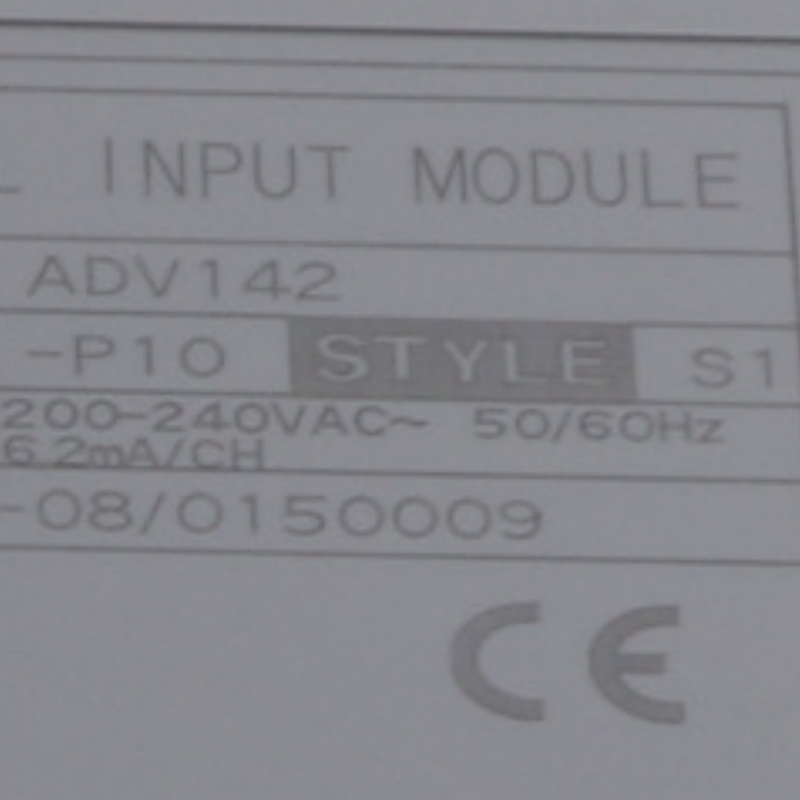 L INPUT MODULE
ADV142
-P10 STYLE S1
200-240VAC~ 50/60Hz
6.2mA/CH
-08/0150009
CE